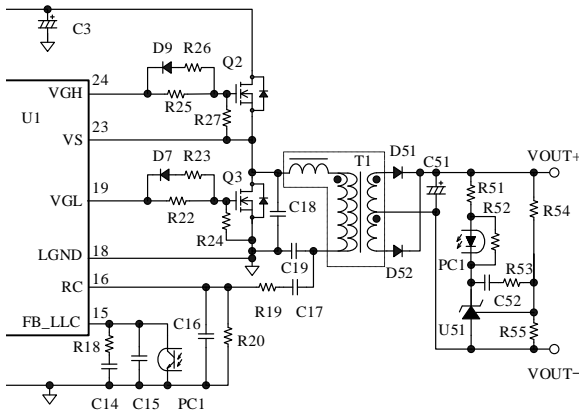 C3
D9 R26
Q2
24
VGH
R25
U1
R27
23
VS
D7 R23
Q3
19
VGL
R22
R24
18
LGND
16
RC
15
FB_LLC
R18
C14 C15 PC1
C16
R20
R19 C17
C19
C18
T1
D51
D52
C51
R51
R52
PC1
C52
R53
U51
R54
R55
VOUT+
VOUT−